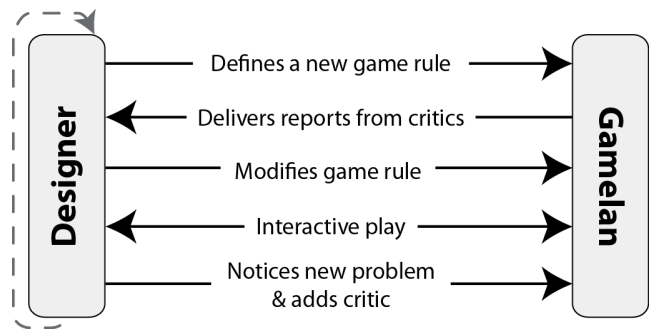 Designer
Defines a new game rule
Delivers reports from critics
Modifies game rule
Interactive play
Notices new problem
& adds critic
Gamelan